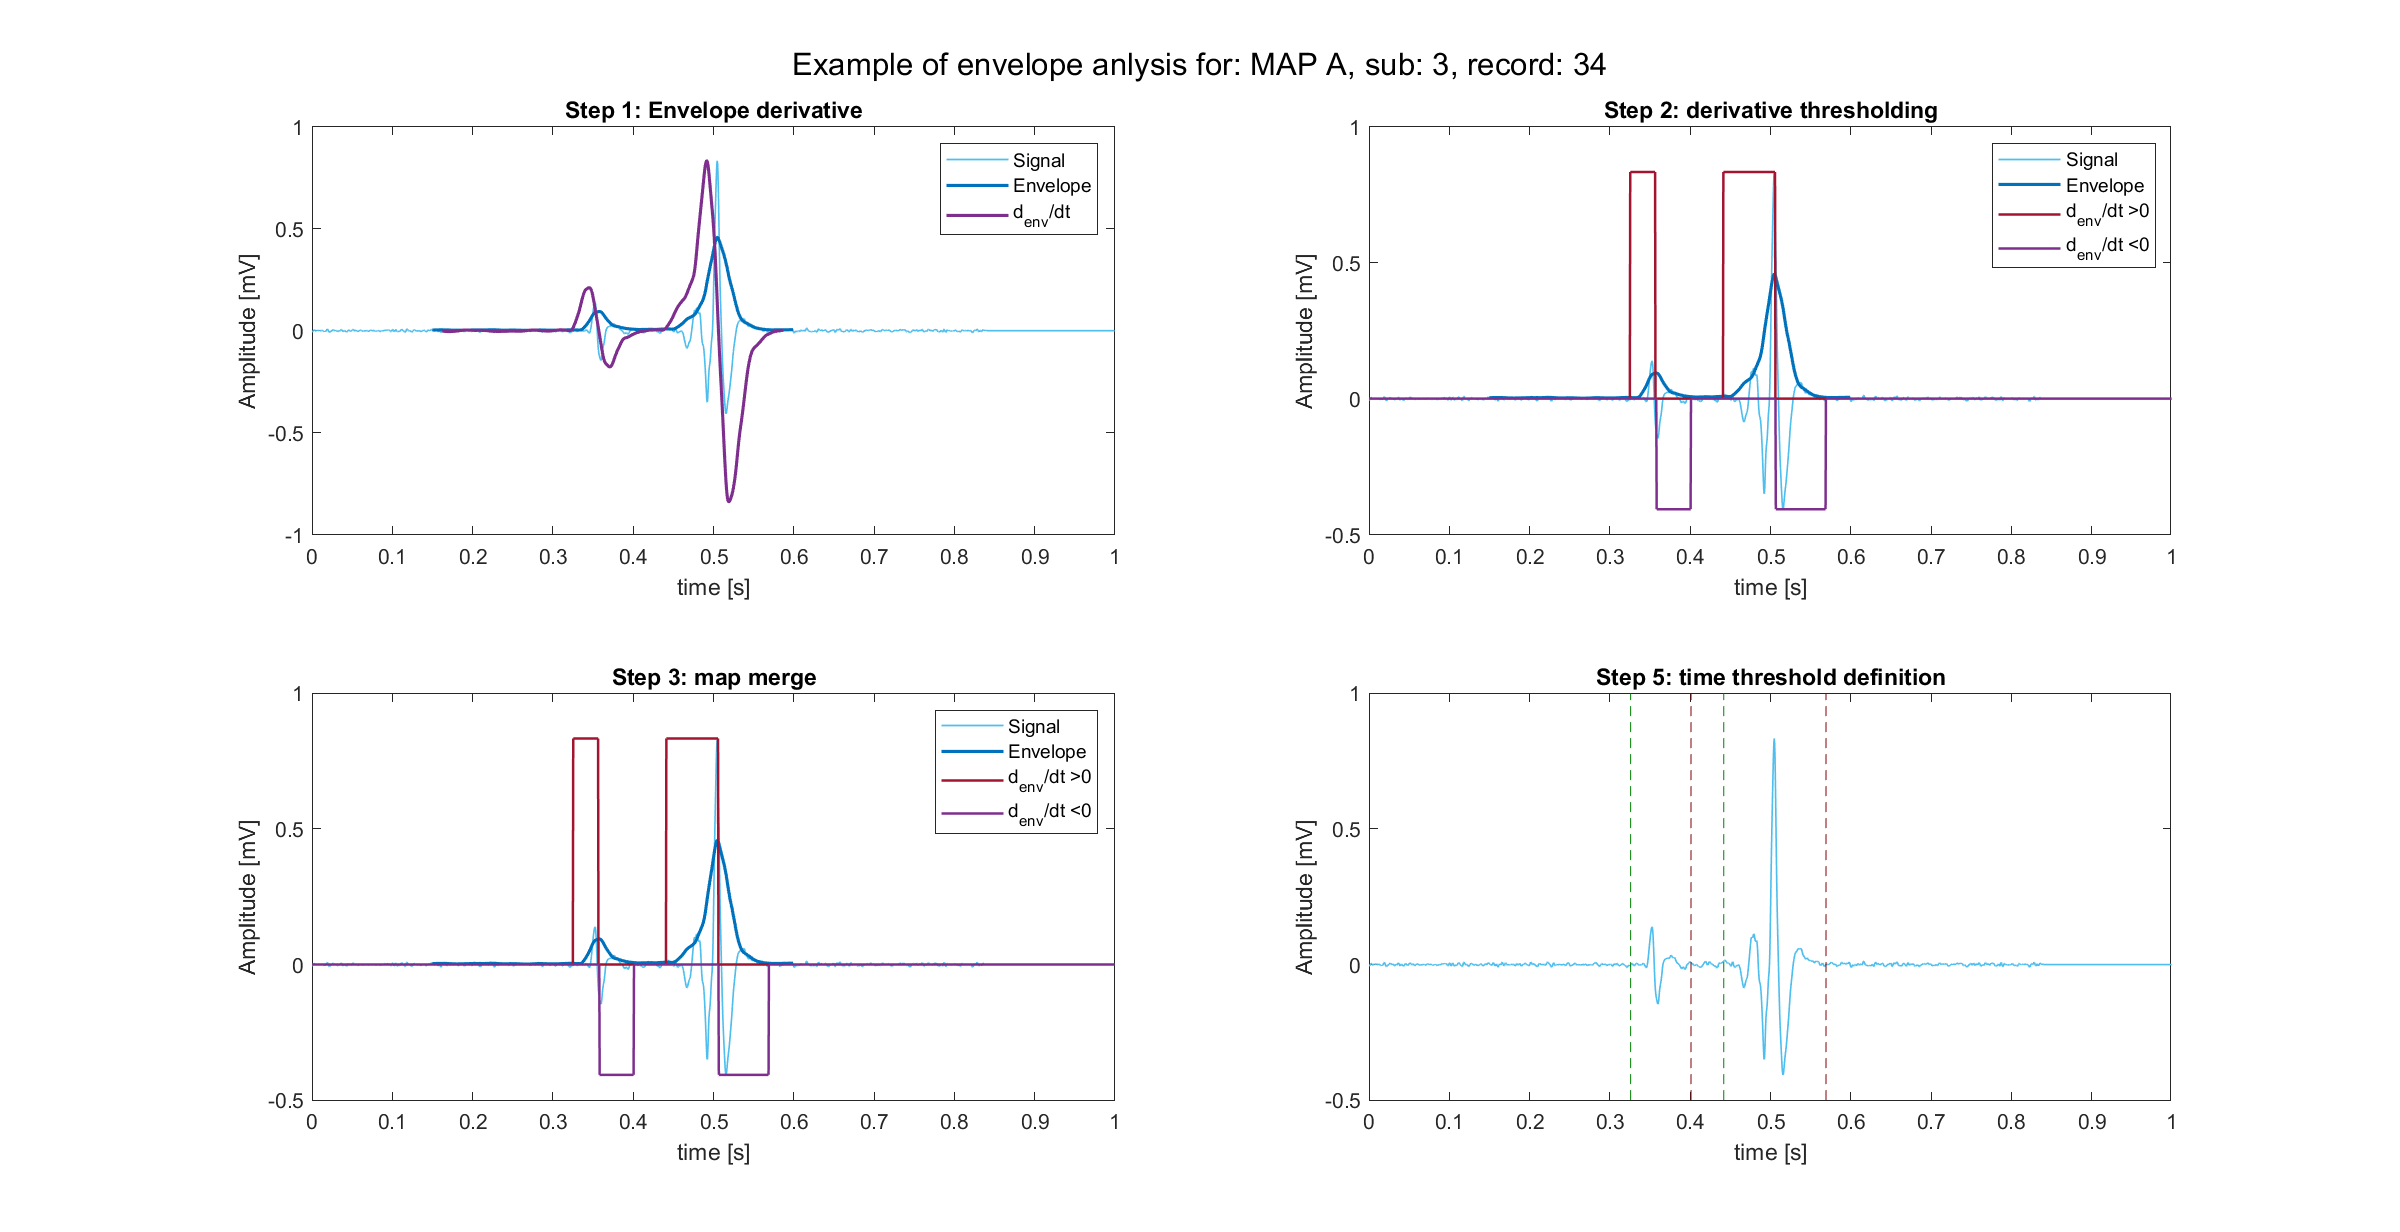 Example of envelope anlysis for: MAP A, sub: 3, record: 34
Step 1: Envelope derivative
1
0.5
0
-0.5
-1
Amplitude [mV]
0 0.1 0.2 0.3 0.4 0.5 0.6 0.7 0.8 0.9 1
time [s]
Signal
Envelope
d_env/dt
Step 2: derivative thresholding
1
0.5
0
-0.5
Amplitude [mV]
0 0.1 0.2 0.3 0.4 0.5 0.6 0.7 0.8 0.9 1
time [s]
Signal
Envelope
d_env/dt >0
d_env/dt <0
Step 3: map merge
1
0.5
0
-0.5
Amplitude [mV]
0 0.1 0.2 0.3 0.4 0.5 0.6 0.7 0.8 0.9 1
time [s]
Signal
Envelope
d_env/dt >0
d_env/dt <0
Step 5: time threshold definition
1
0.5
0
-0.5
Amplitude [mV]
0 0.1 0.2 0.3 0.4 0.5 0.6 0.7 0.8 0.9 1
time [s]